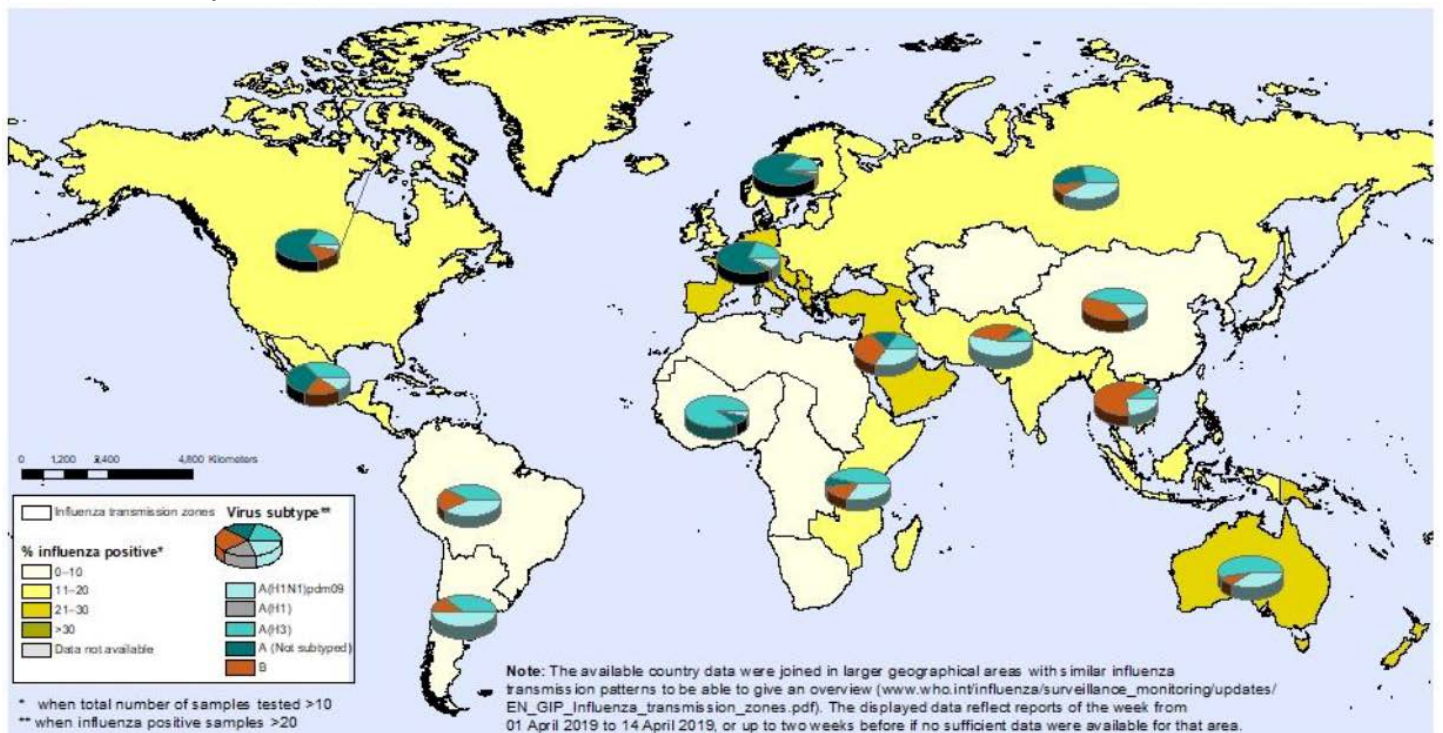 0 1,200 2,400 4,800 Kilometers
Influenza transmission zones
% influenza positive*
0–10
11–20
21–30
>30
Data not available
Virus subtype**
A(H1N1)pdm09
A(H1)
A(H3)
A (Not subtyped)
B
* when total number of samples tested >10
** when influenza positive samples >20
Note: The available country data were joined in larger geographical areas with similar influenza
transmission patterns to be able to give an overview (www.who.int/influenza/surveillance_monitoring/updates/
EN_GIP_Influenza_transmission_zones.pdf). The displayed data reflect reports of the week from
01 April 2019 to 14 April 2019, or up to two weeks before if no sufficient data were available for that area.